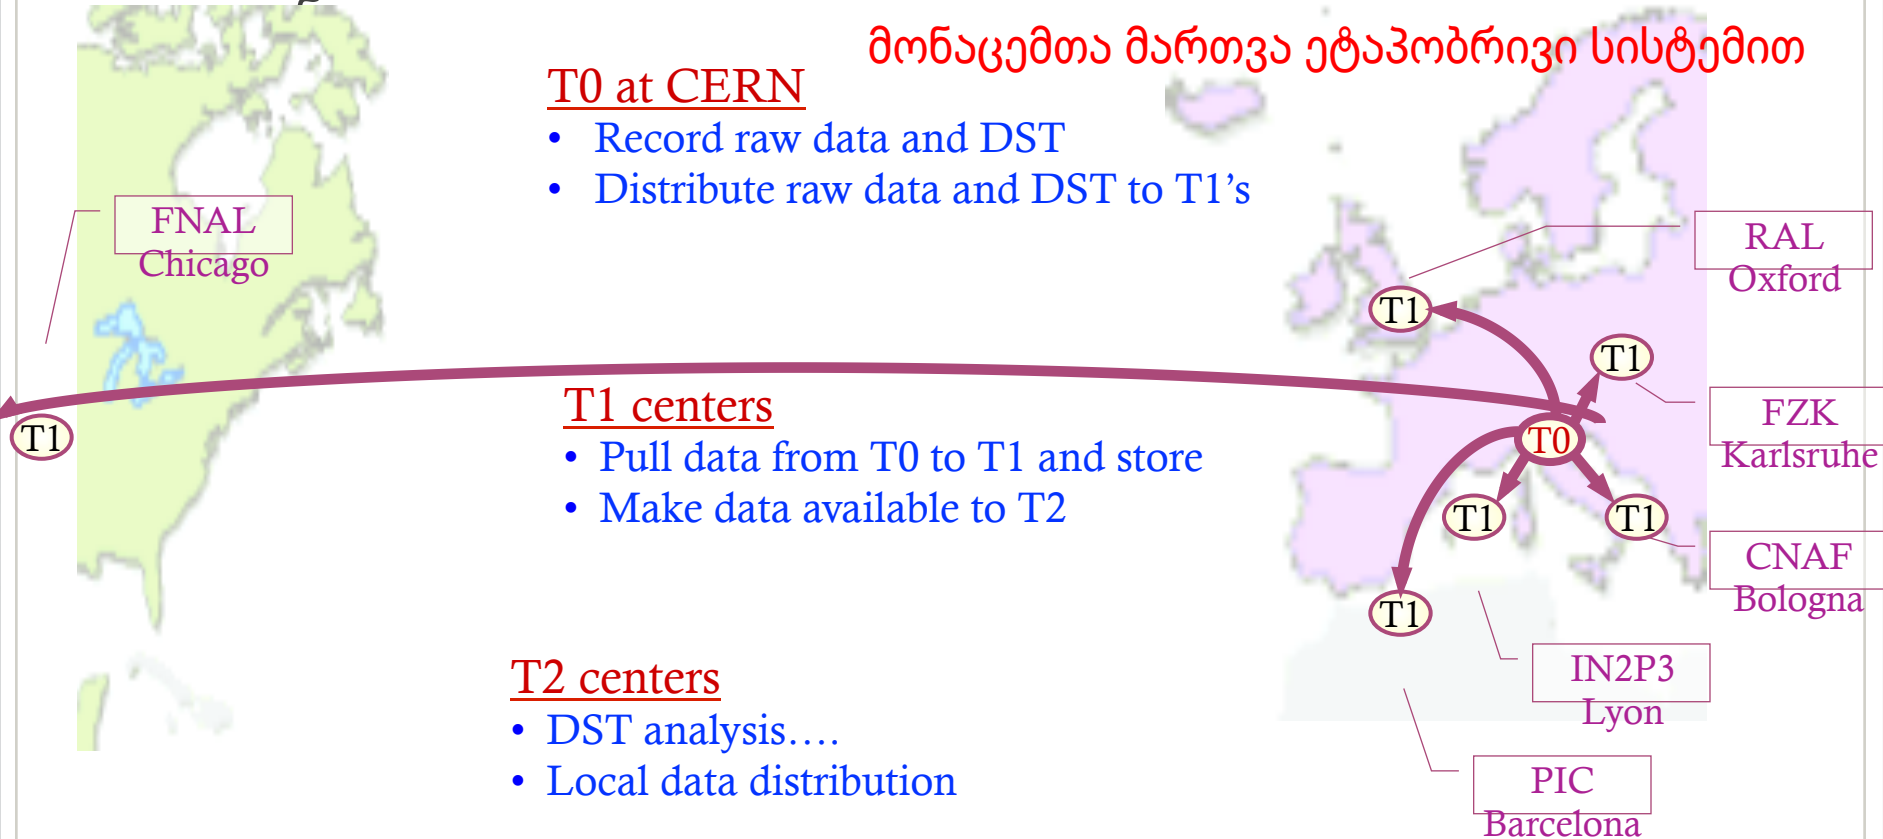 მონაცემთა მართვა ეტაპობრივი სისტემით
T0 at CERN
• Record raw data and DST
• Distribute raw data and DST to T1’s
FNAL
Chicago
RAL
Oxford
T1
T1
T1 centers
FZK
Karlsruhe
T1
T0
• Pull data from T0 to T1 and store
• Make data available to T2
T1
T1
CNAF
Bologna
T1
IN2P3
Lyon
T2 centers
• DST analysis....
• Local data distribution
PIC
Barcelona